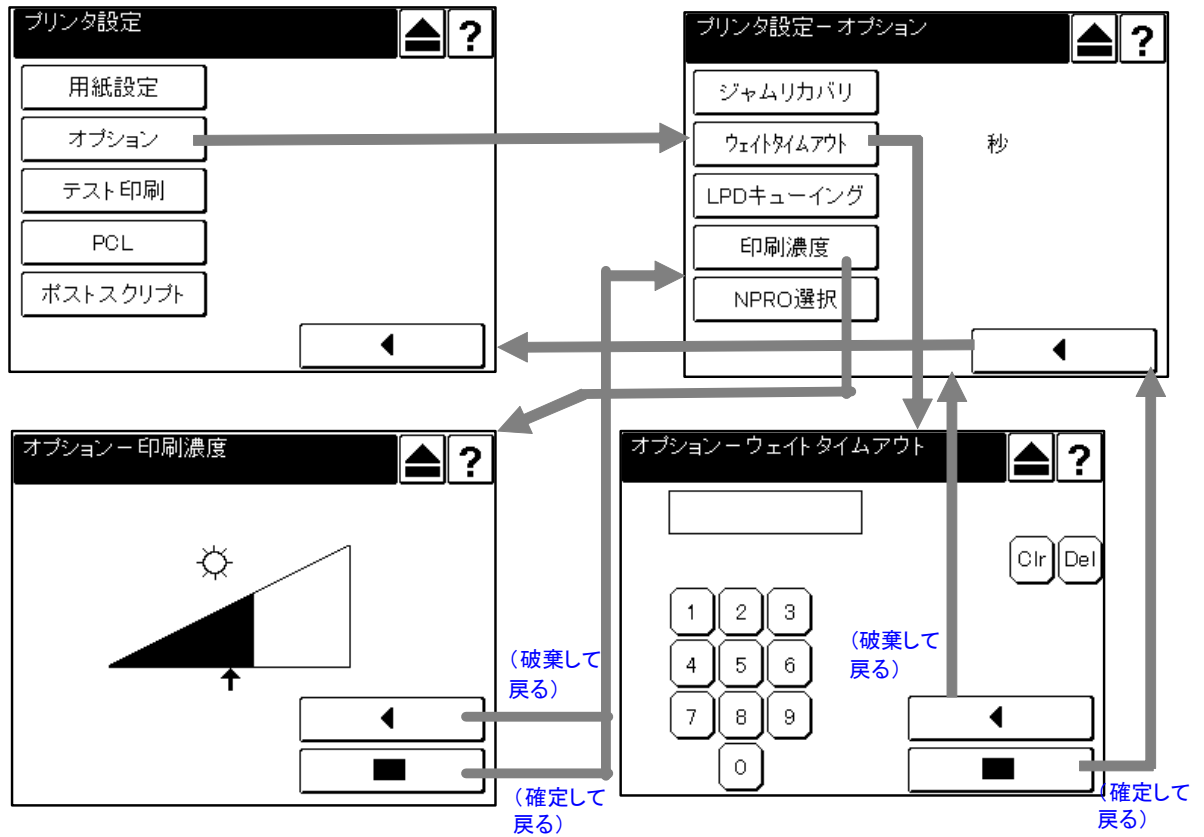 プリンタ設定
?
用紙設定
オプション
テスト印刷
PCL
ポストスクリプト
プリンタ設定ーオプション
?
ジャムリカバリ
ウェイトタイムアウト
秒
LPDキューイング
印刷濃度
NPRO選択
オプションー印刷濃度
?
(破棄して
戻る)
(確定して
戻る)
オプションーウェイトタイムアウト
?
Clr Del
1 2 3
4 5 6
7 8 9
0
(破棄して
戻る)
(確定して
戻る)